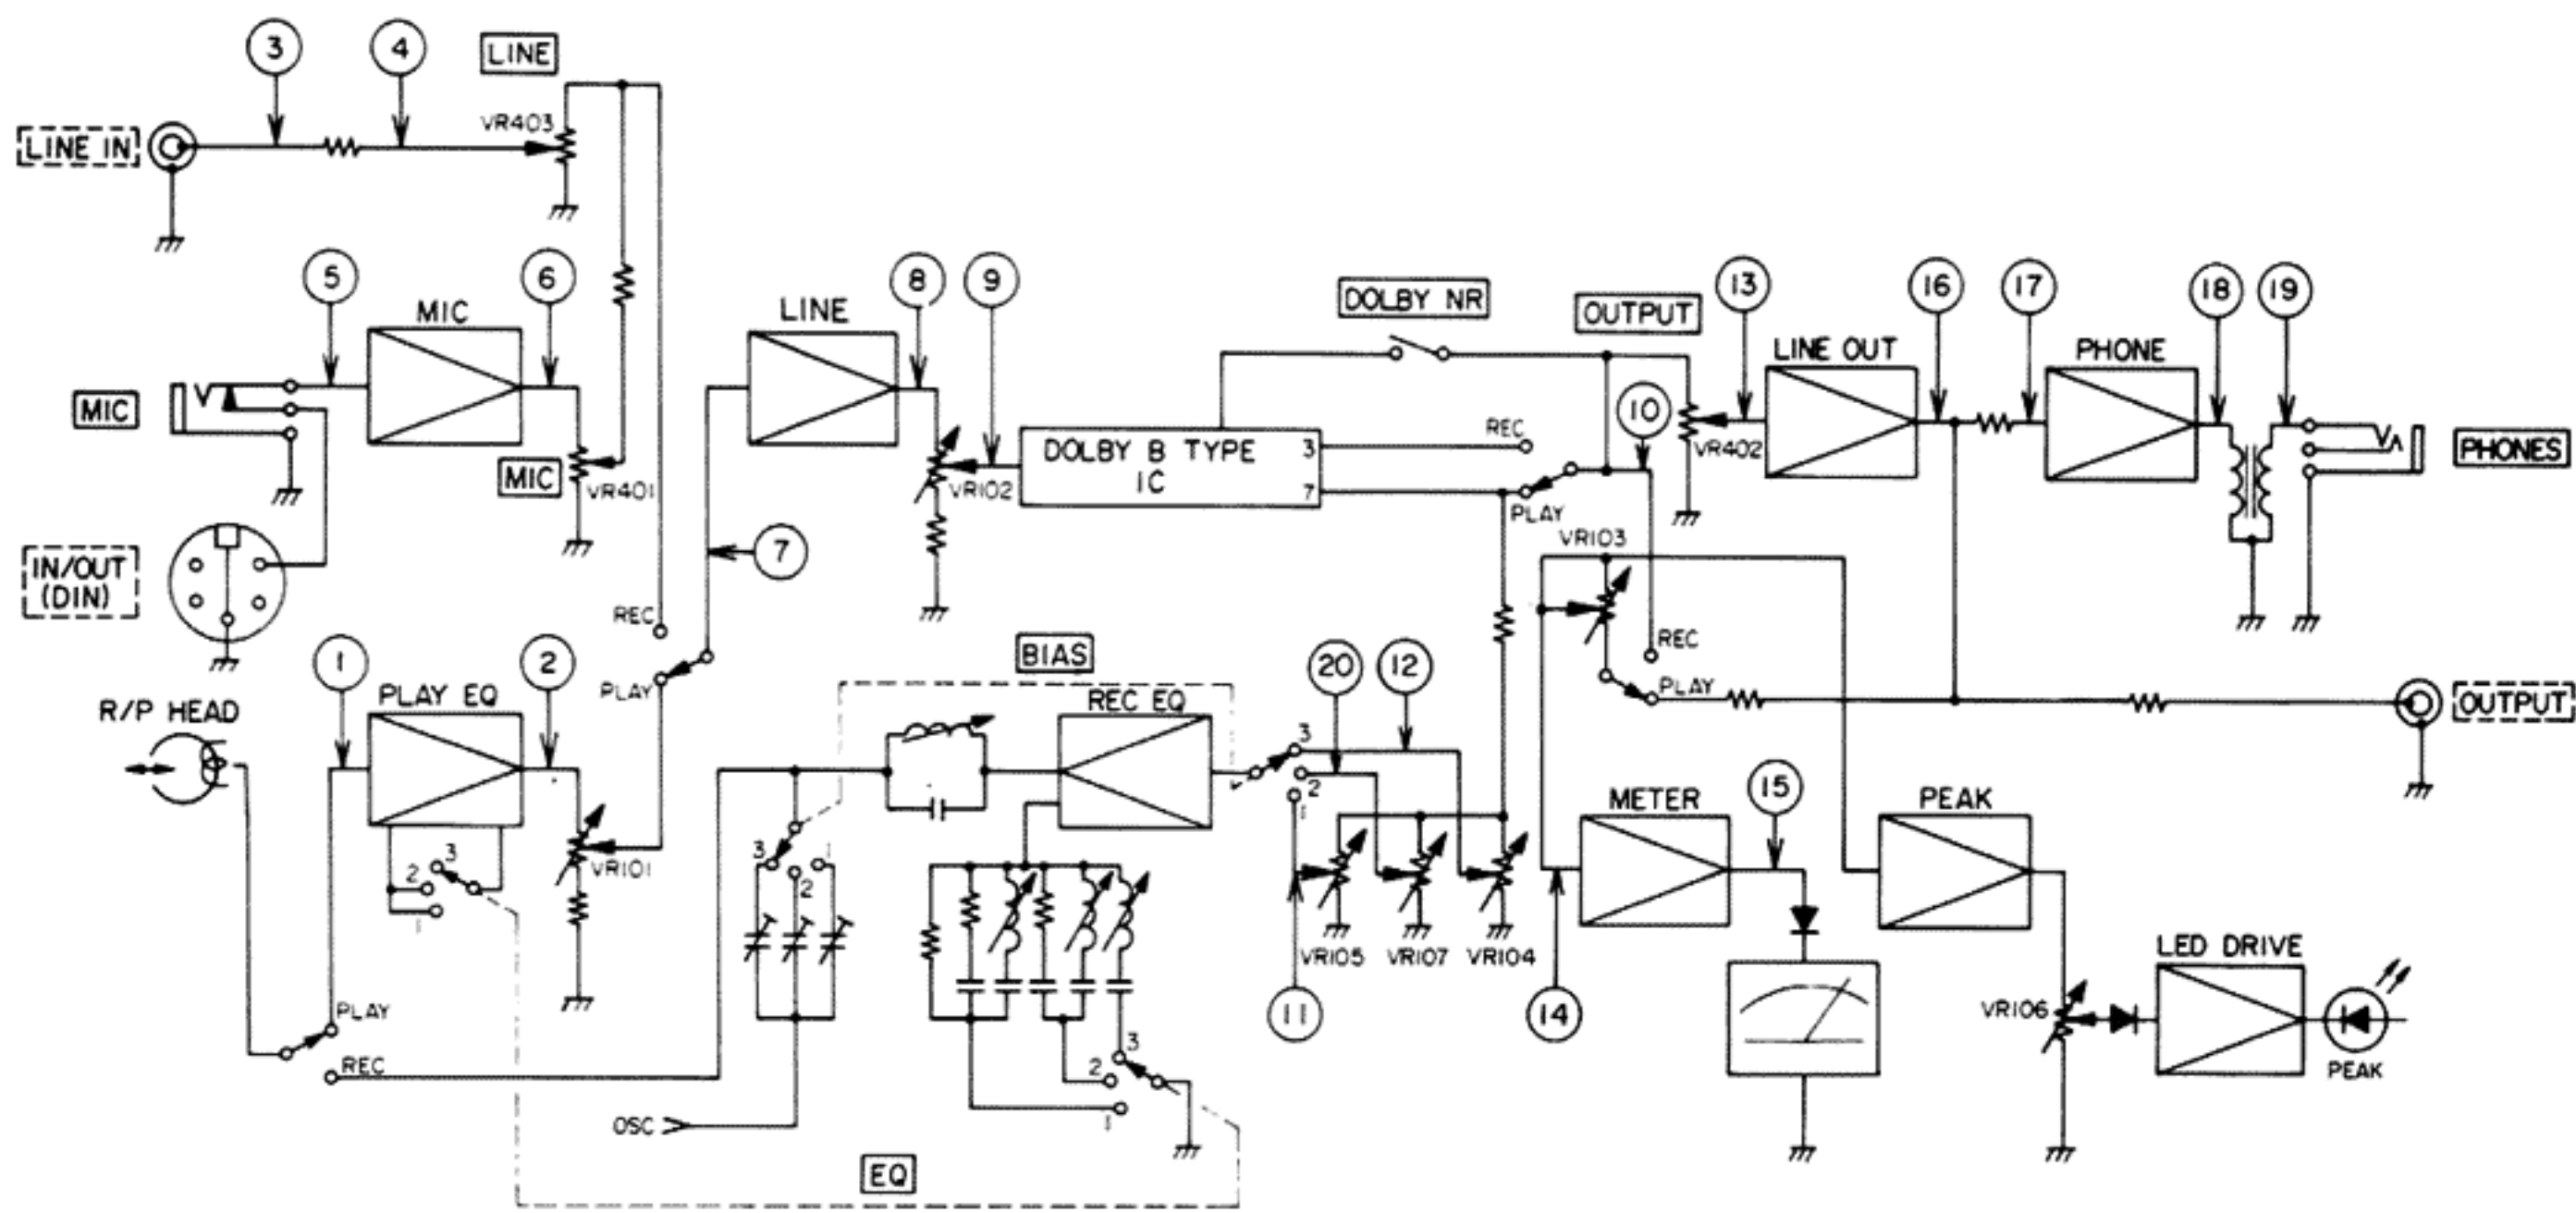 3
4
LINE
VR403
LINE IN
5
6
MIC
8
9
LINE
DOLBY NR
OUTPUT
13
16
17
18
19
LINE OUT
PHONE
10
MIC
MIC
VR401
VR102
DOLBY B TYPE
IC
3
7
REC
PLAY
VR402
PHONES
IN/OUT
(DIN)
7
VR103
REC
PLAY
REC
PLAY
1
2
BIAS
20
12
R/P HEAD
PLAY EQ
REC EQ
OUTPUT
3
2
1
VR101
3
2
1
3
2
1
METER
15
PEAK
VR105
VR107
VR104
11
14
LED DRIVE
VR106
PEAK
PLAY
REC
3
2
1
OSC
EQ